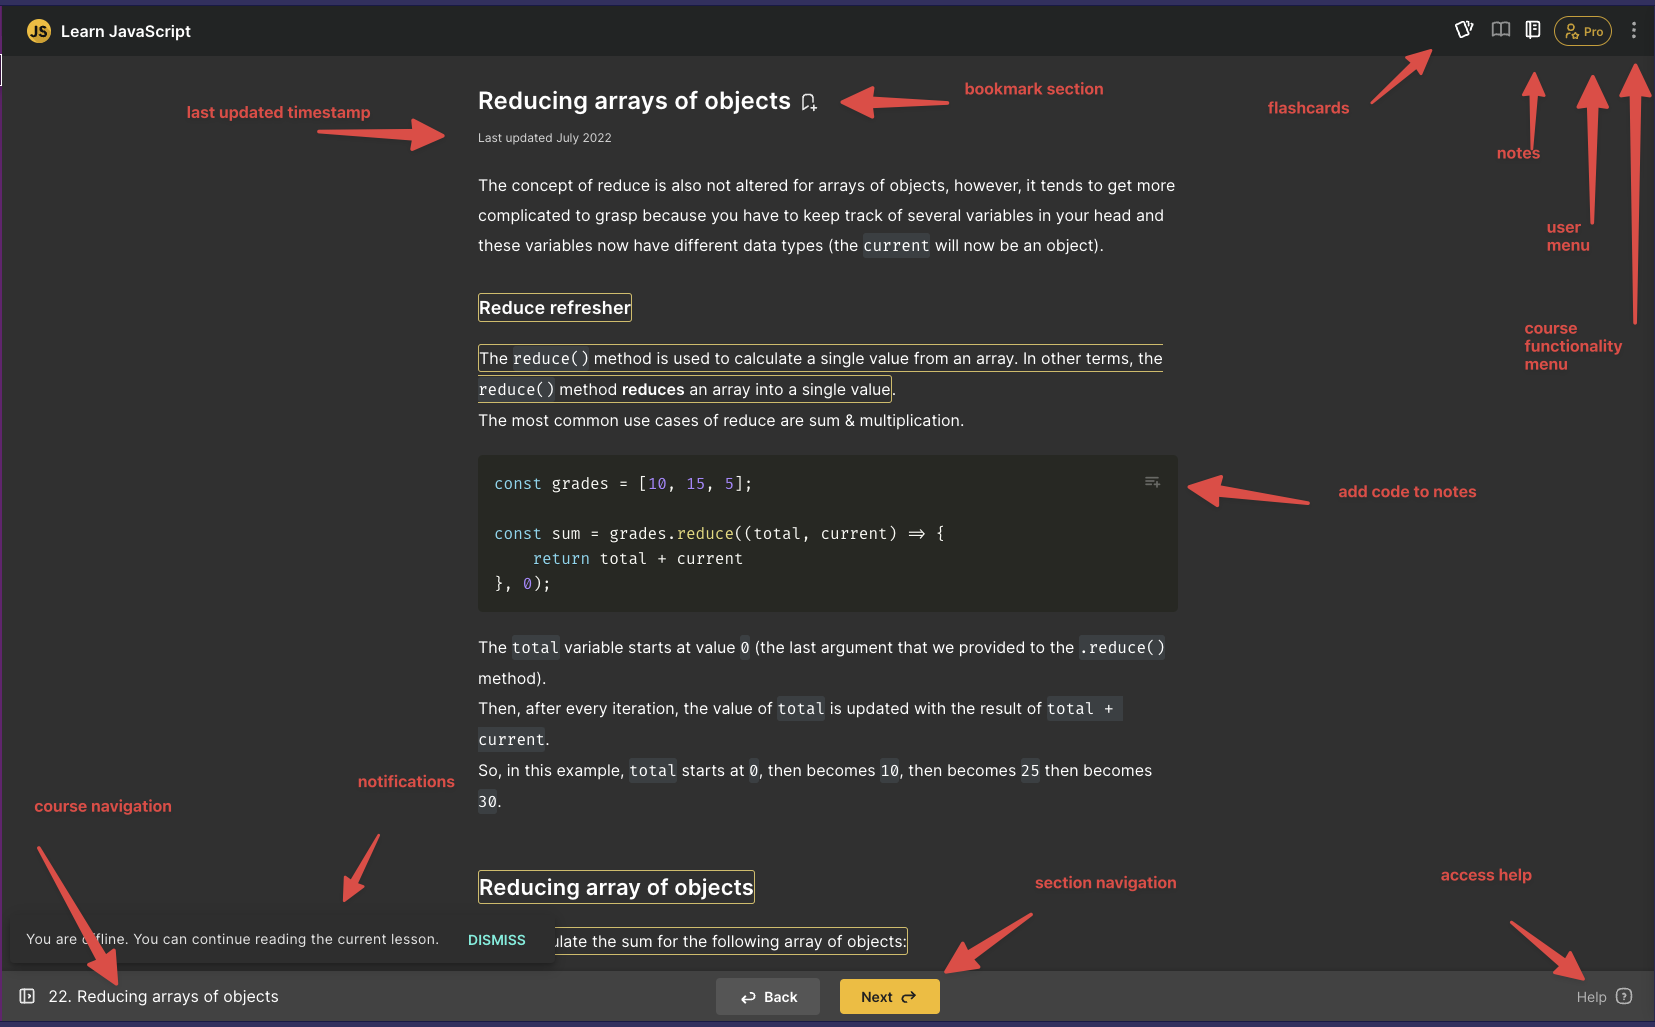 JS Learn JavaScript
Pro
Reducing arrays of objects
bookmark section
flashcards
last updated timestamp
Last updated July 2022
notes
The concept of reduce is also not altered for arrays of objects, however, it tends to get more
complicated to grasp because you have to keep track of several variables in your head and
these variables now have different data types (the current will now be an object).
user
menu
Reduce refresher
course
functionality
menu
The reduce() method is used to calculate a single value from an array. In other terms, the
reduce() method reduces an array into a single value.
The most common use cases of reduce are sum & multiplication.
const grades = [10, 15, 5];
add code to notes
const sum = grades.reduce((total, current) => {
return total + current
}, 0);
The total variable starts at value 0 (the last argument that we provided to the .reduce()
method).
Then, after every iteration, the value of total is updated with the result of total +
current.
So, in this example, total starts at 0, then becomes 10, then becomes 25 then becomes
30.
notifications
course navigation
Reducing array of objects
section navigation
access help
You are offline. You can continue reading the current lesson. DISMISS
ulate the sum for the following array of objects:
22. Reducing arrays of objects
Back
Next
Help ?